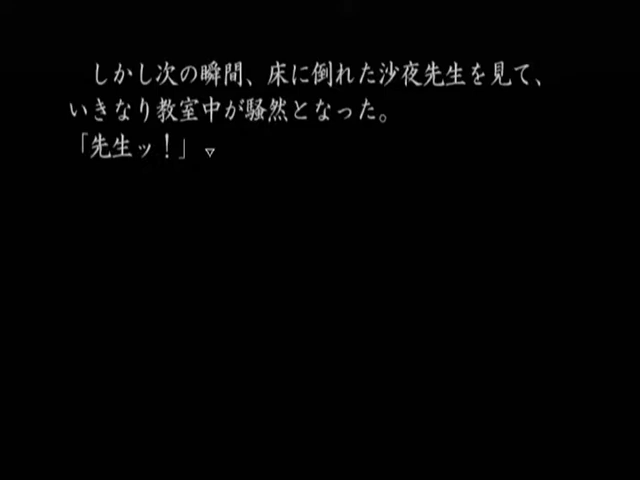 しかし次の瞬間、床に倒れた沙夜先生を見て、
いきなり教室中が騒然となった。
「先生ッ！」▽